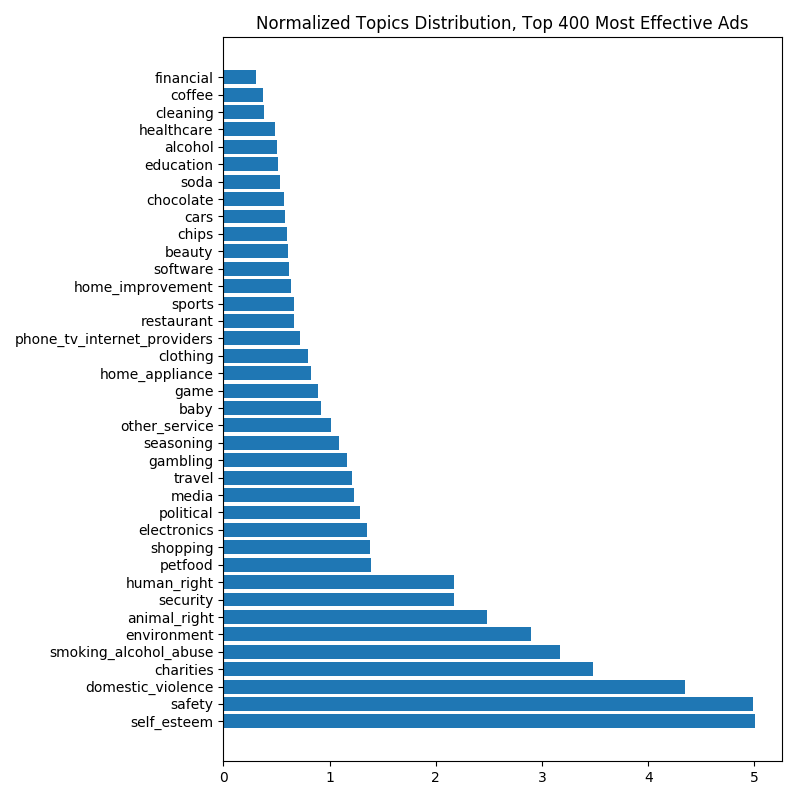 Normalized Topics Distribution, Top 400 Most Effective Ads
financial
coffee
cleaning
healthcare
alcohol
education
soda
chocolate
cars
chips
beauty
software
home_improvement
sports
restaurant
phone_tv_internet_providers
clothing
home_appliance
game
baby
other_service
seasoning
gambling
travel
media
political
electronics
shopping
petfood
human_right
security
animal_right
environment
smoking_alcohol_abuse
charities
domestic_violence
safety
self_esteem
0 1 2 3 4 5